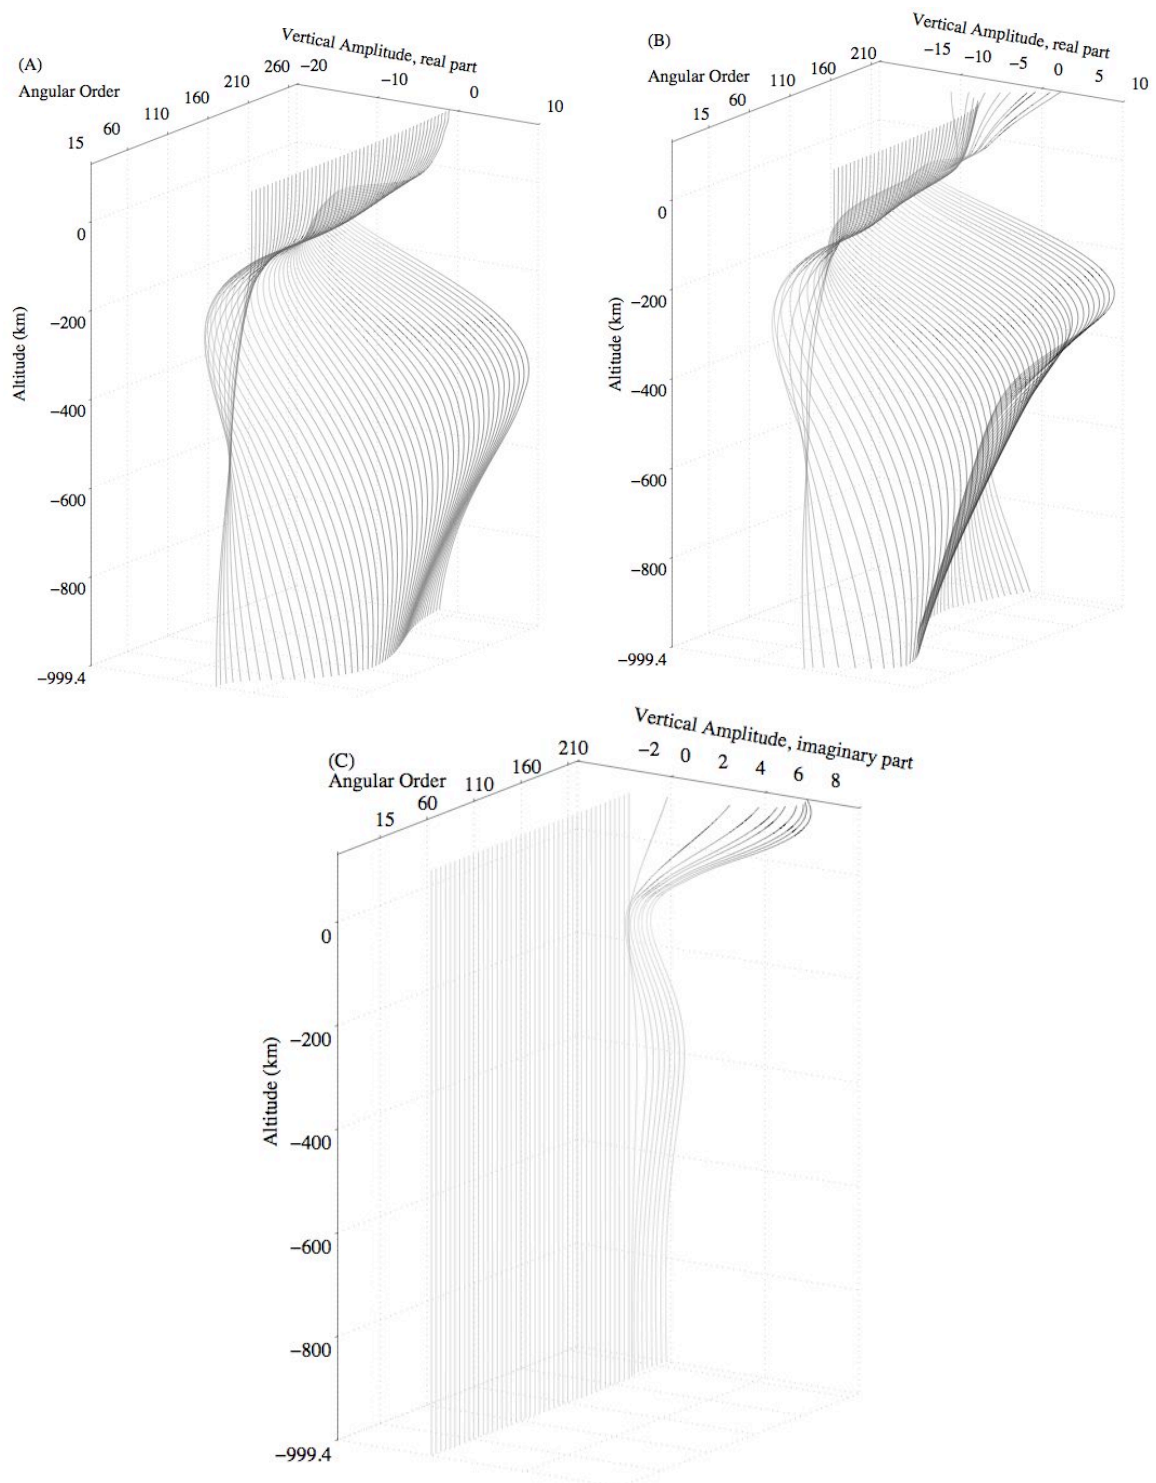 (A)
Angular Order
15 60 110 160 210 260
Vertical Amplitude, real part
−20 −10 0 10
Altitude (km)
0
−200
−400
−600
−800
−999.4
(B)
Angular Order
15 60 110 160 210
Vertical Amplitude, real part
−15 −10 −5 0 5 10
Altitude (km)
0
−200
−400
−600
−800
−999.4
(C)
Angular Order
15 60 110 160 210
Vertical Amplitude, imaginary part
−2 0 2 4 6 8
Altitude (km)
0
−200
−400
−600
−800
−999.4